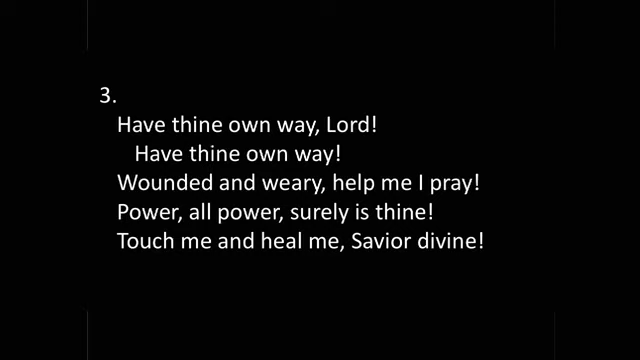 3.
Have thine own way, Lord!
Have thine own way!
Wounded and weary, help me I pray!
Power, all power, surely is thine!
Touch me and heal me, Savior divine!